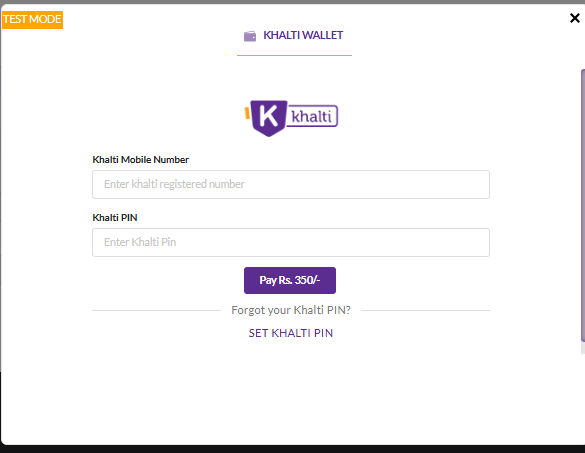 TEST MODE
×
KHALTI WALLET
K khalti
Khalti Mobile Number
Enter khalti registered number
Khalti PIN
Enter Khalti Pin
Pay Rs. 350/-
Forgot your Khalti PIN?
SET KHALTI PIN